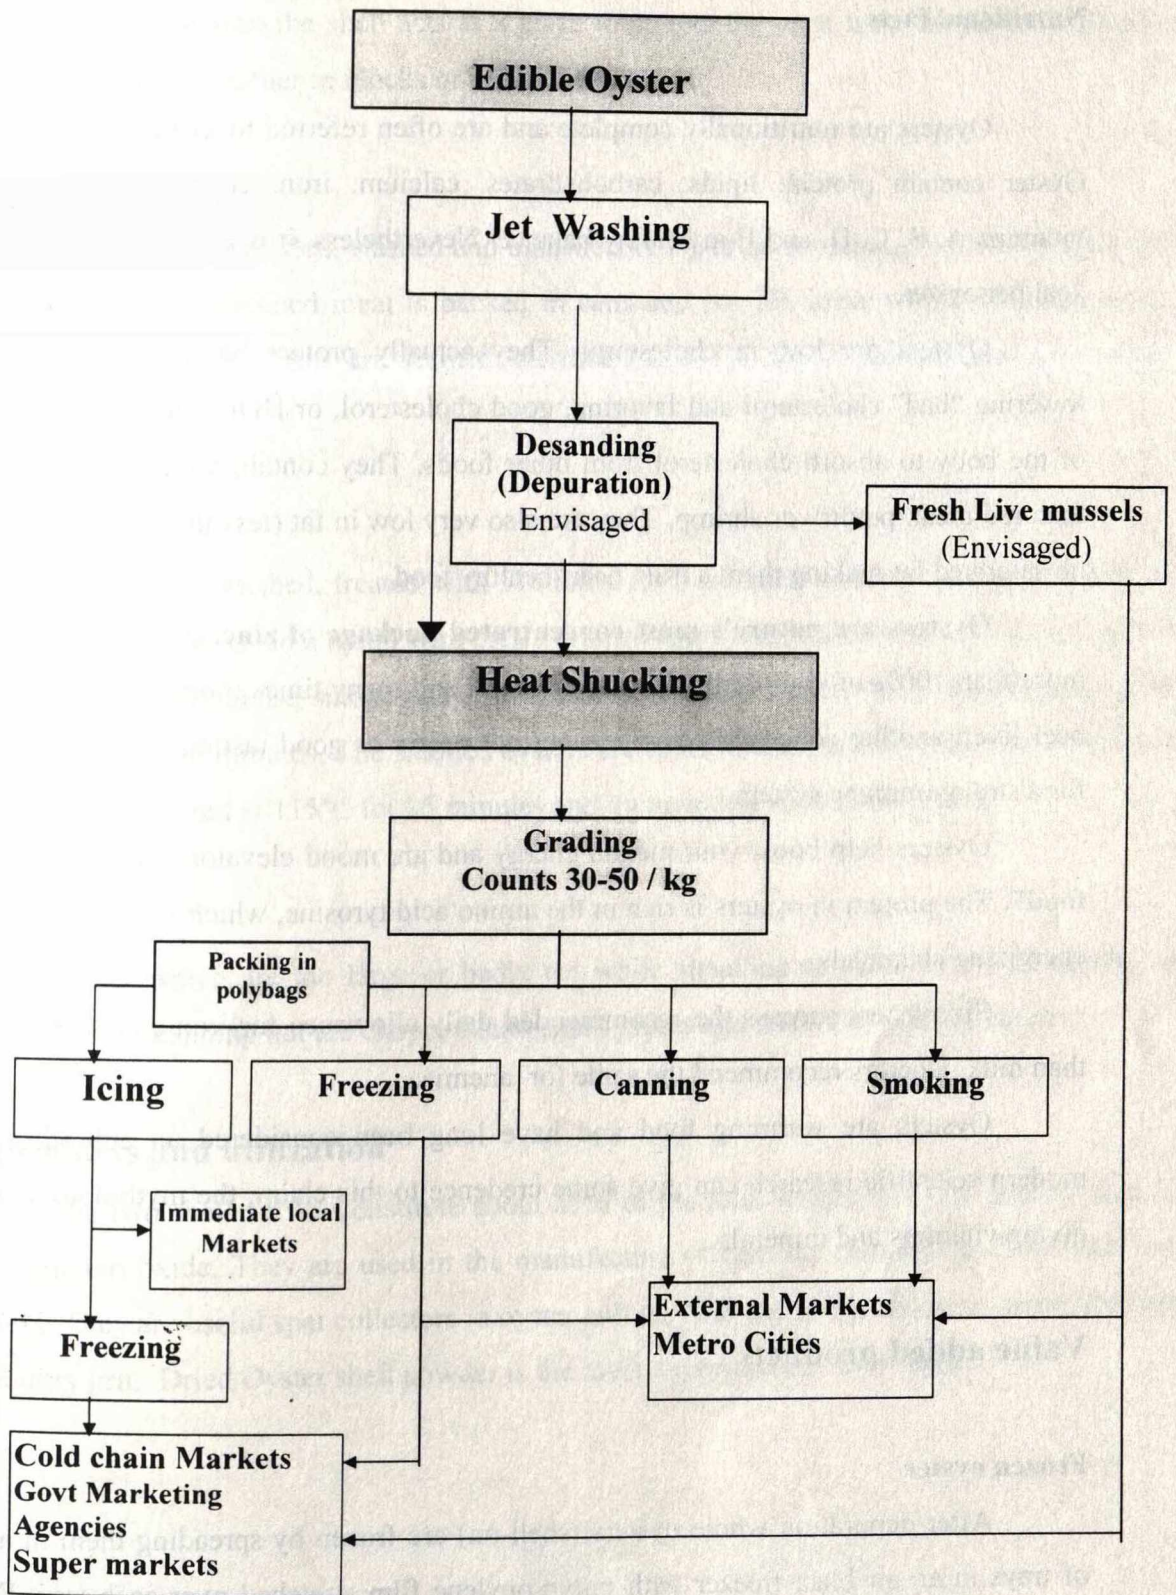 Edible Oyster
Jet Washing
Desanding
(Depuration)
Envisaged
Fresh Live mussels
(Envisaged)
Heat Shucking
Grading
Counts 30-50 / kg
Packing in
polybags
Icing
Freezing
Canning
Smoking
Immediate local
Markets
Freezing
External Markets
Metro Cities
Cold chain Markets
Govt Marketing
Agencies
Super markets